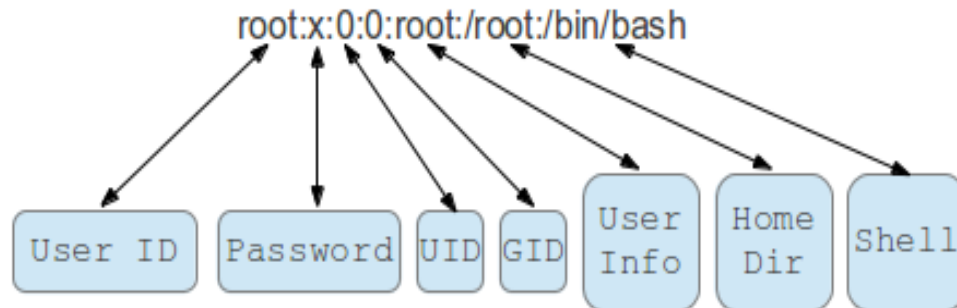 root:x:0:0:root:/root:/bin/bash
User ID
Password
UID
GID
User
Info
Home
Dir
Shell